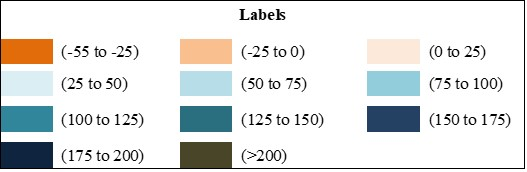 Labels
(-55 to -25) (-25 to 0) (0 to 25)
(25 to 50) (50 to 75) (75 to 100)
(100 to 125) (125 to 150) (150 to 175)
(175 to 200) (>200)